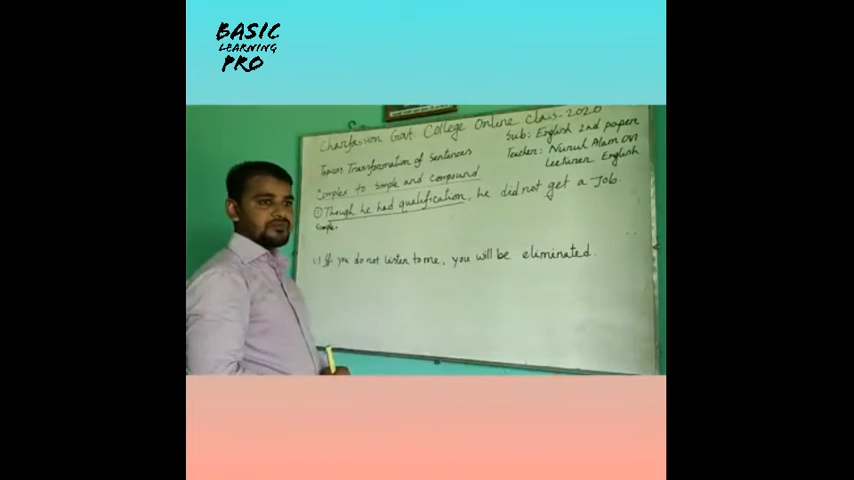 BASIC
LEARNING
PRO
Charfassion Govt. College Online Class-2020
Sub: English 2nd paper
Teacher: Nurul Alam Ovi
Lecturer English
Topics: Transformation of Sentences
Complex to Simple and compound
① Though he had qualification, he did not get a Job.
Simple-
If you do not listen to me, you will be eliminated.